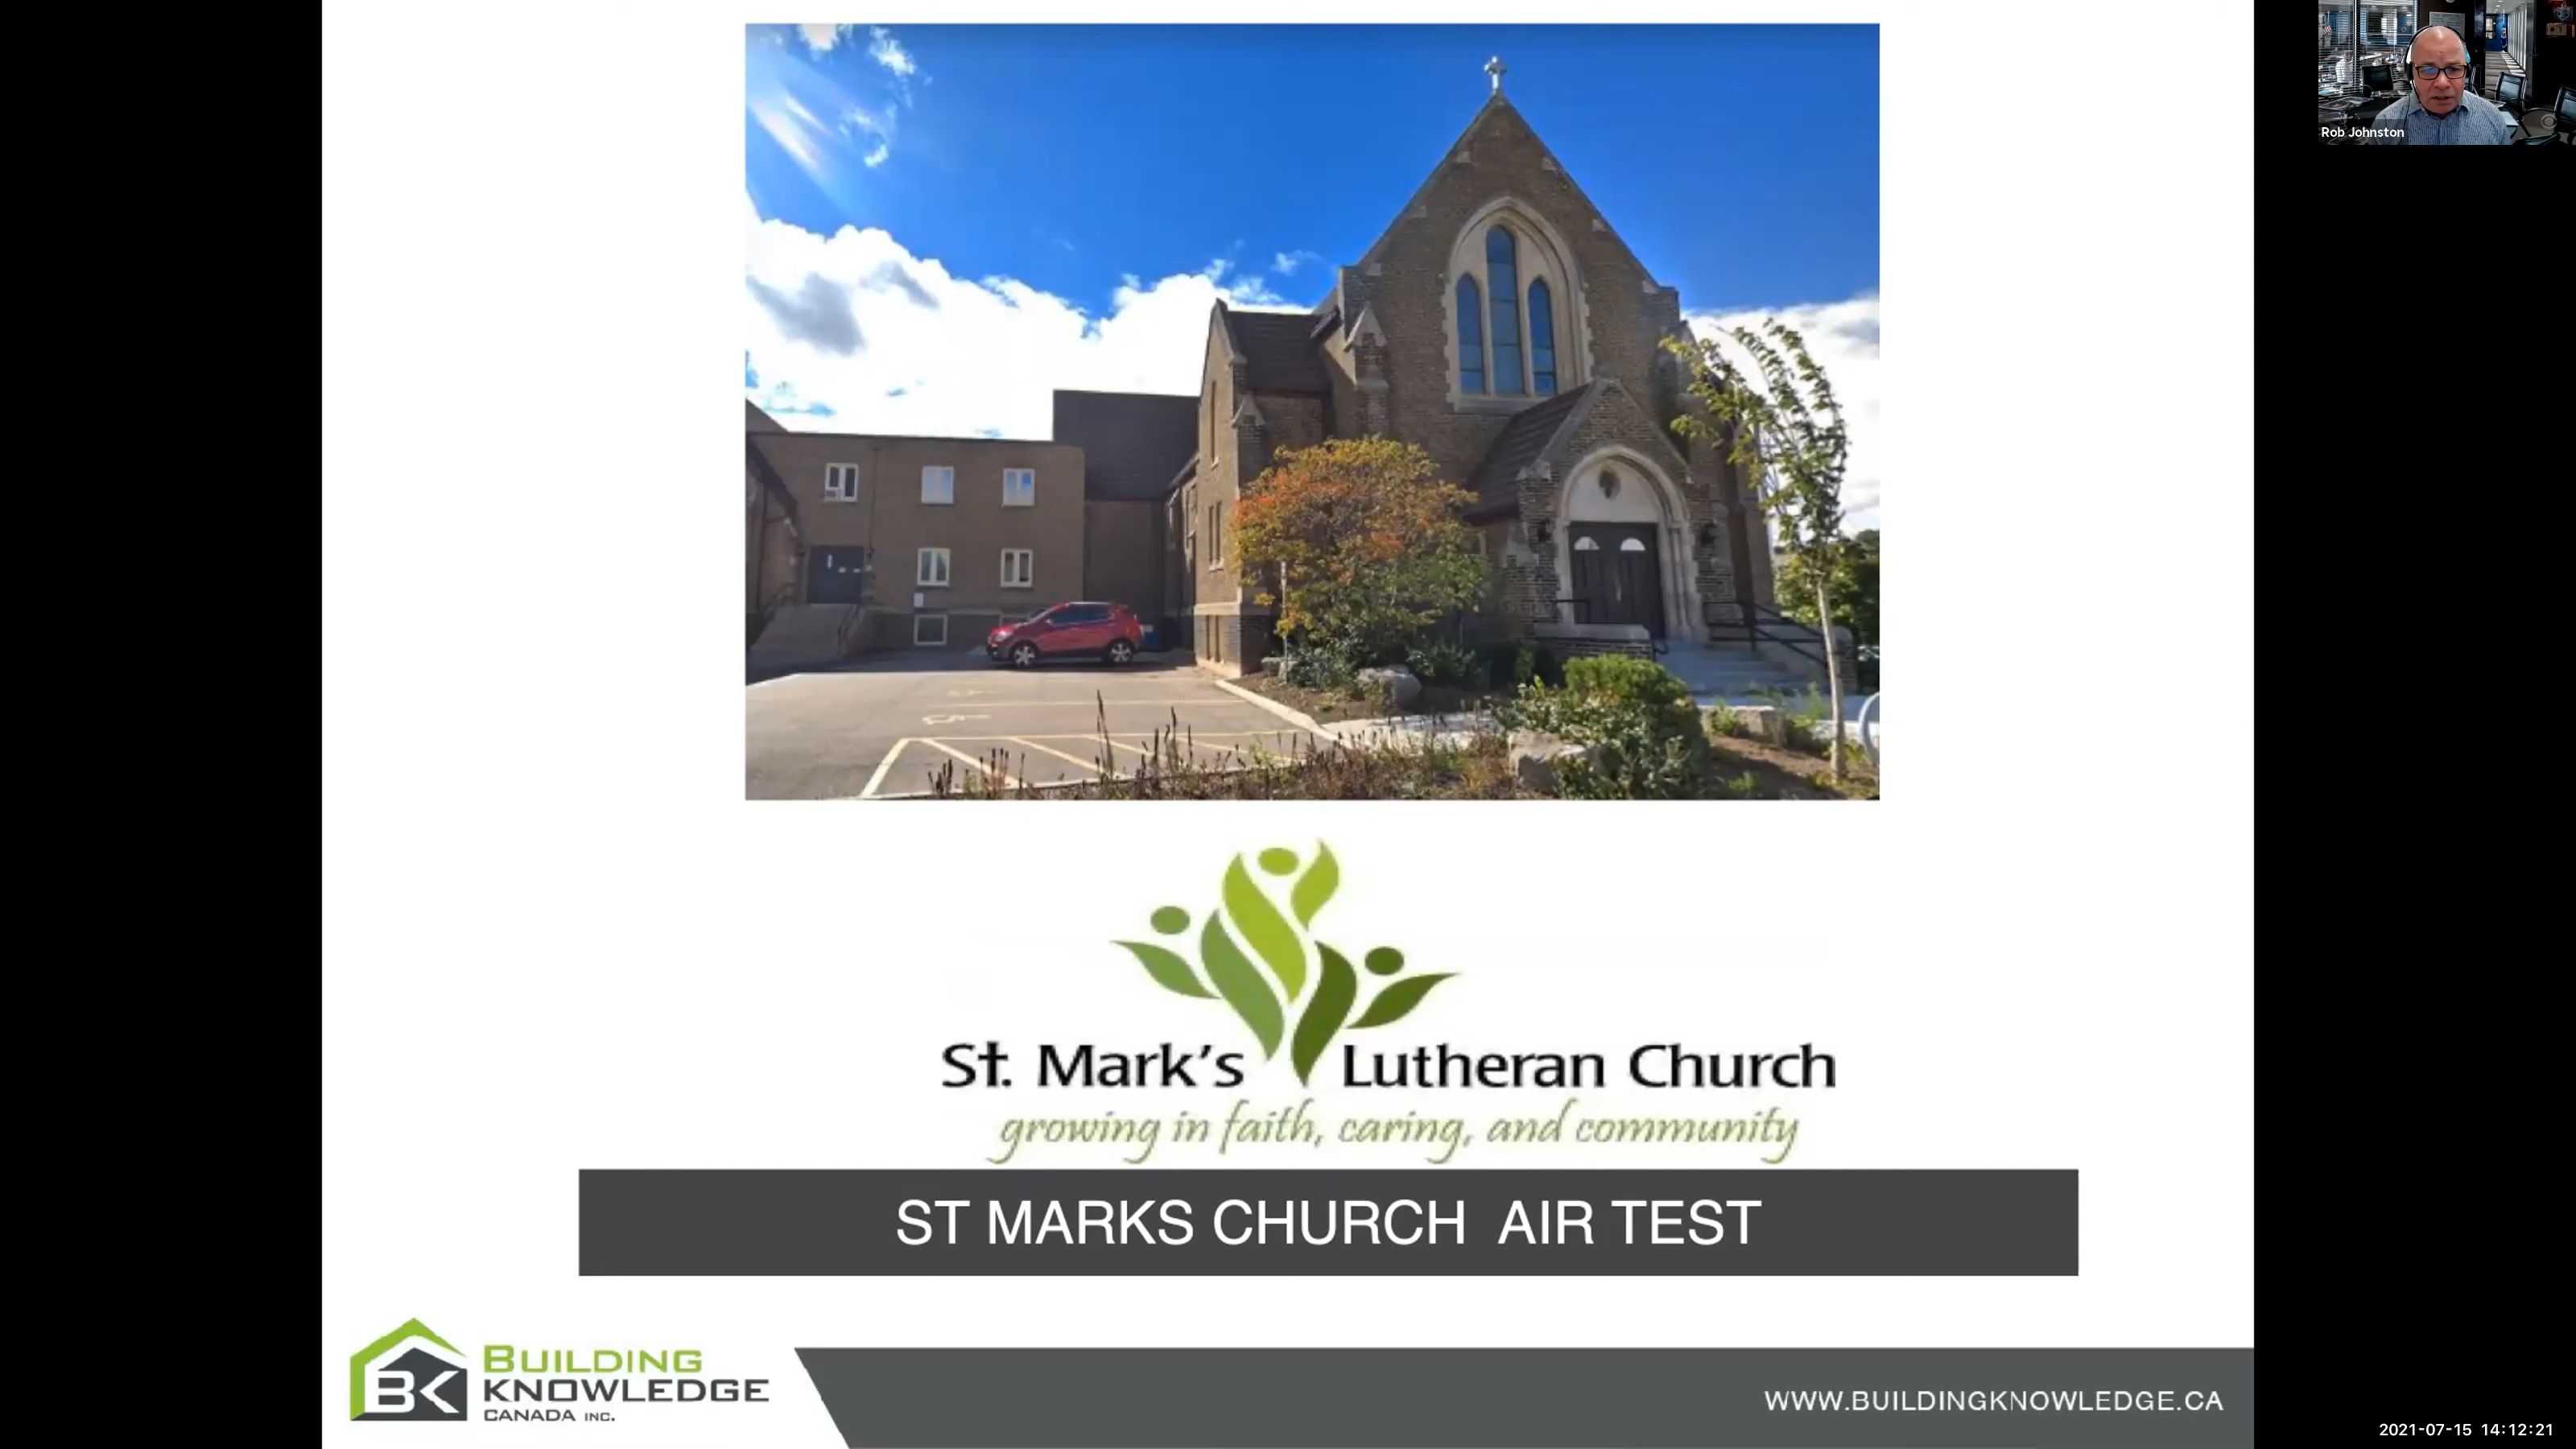 Rob Johnston
St. Mark's Lutheran Church
growing in faith, caring, and community
ST MARKS CHURCH AIR TEST
BK
BUILDING
KNOWLEDGE
CANADA INC.
WWW.BUILDINGKNOWLEDGE.CA
2021-07-15 14:12:21